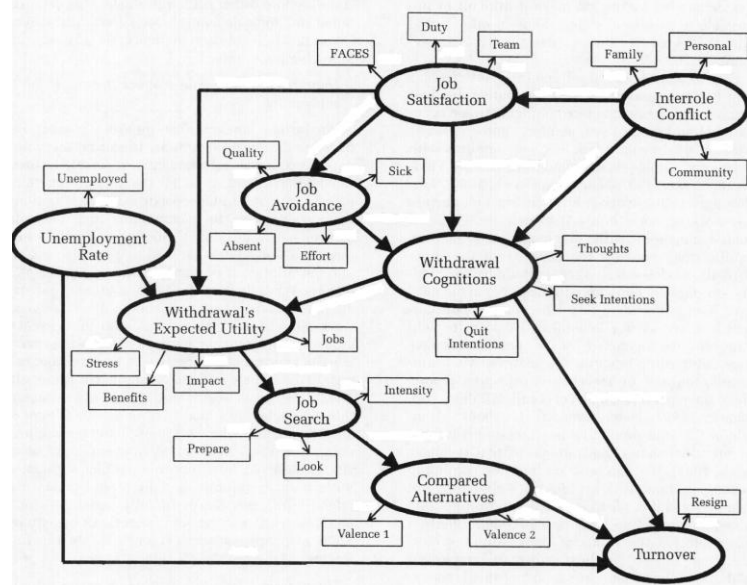 Duty
FACES
Team
Family
Personal
Job
Satisfaction
Interrole
Conflict
Quality
Sick
Community
Unemployed
Job
Avoidance
Unemployment
Rate
Absent
Effort
Withdrawal
Cognitions
Thoughts
Seek Intentions
Withdrawal's
Expected Utility
Quit
Intentions
Jobs
Stress
Impact
Benefits
Intensity
Job
Search
Prepare
Look
Compared
Alternatives
Resign
Valence 1
Valence 2
Turnover